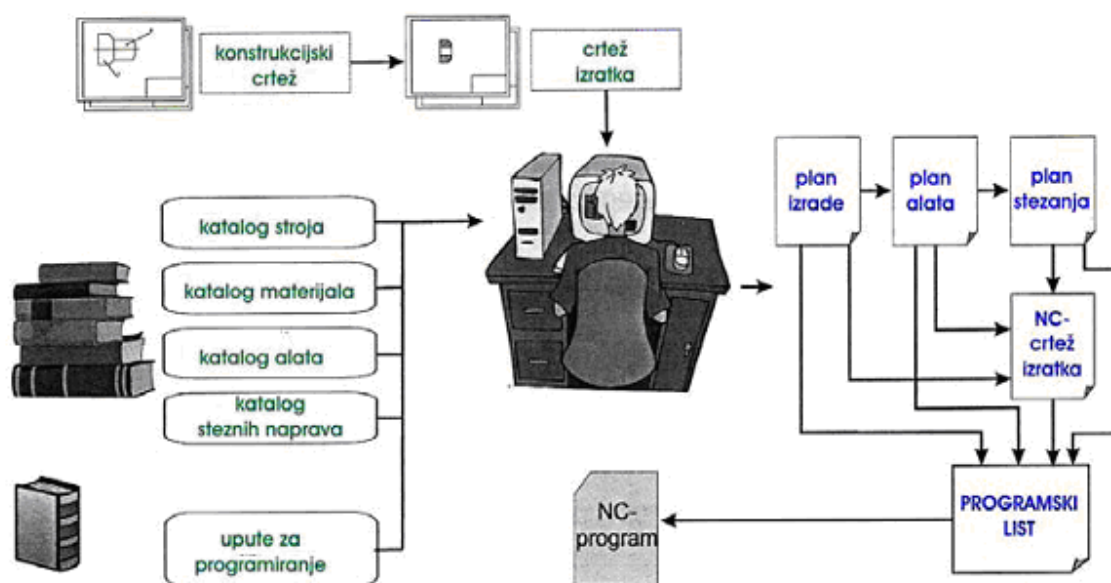 konstrukcijski
crtež
crtež
izratka
plan
izrade
plan
alata
plan
stezanja
katalog stroja
katalog materijala
katalog alata
katalog
steznih naprava
upute za
programiranje
NC-
crtež
izratka
PROGRAMSKI
LIST
NC-
program